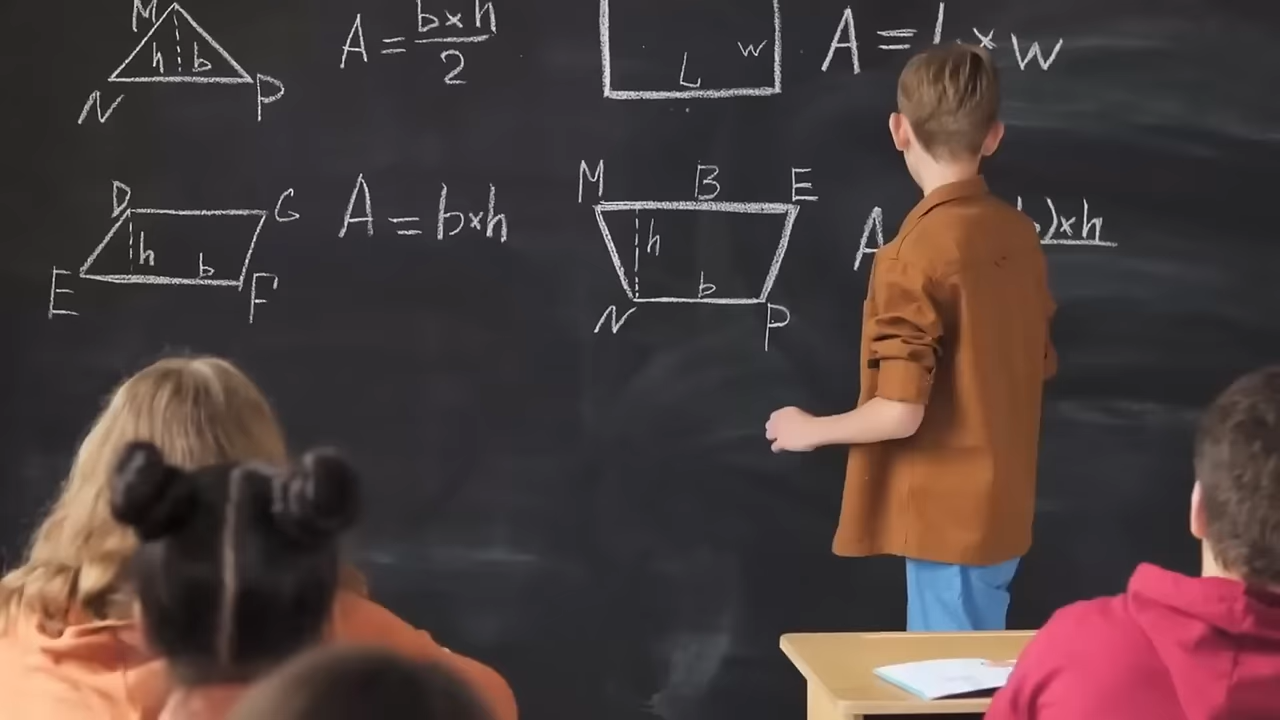 M
h b
N P
A = b×h
2
L w
A = L × w
D G
h b
E F
A = b×h
M B E
h
b
N P
A b)×h